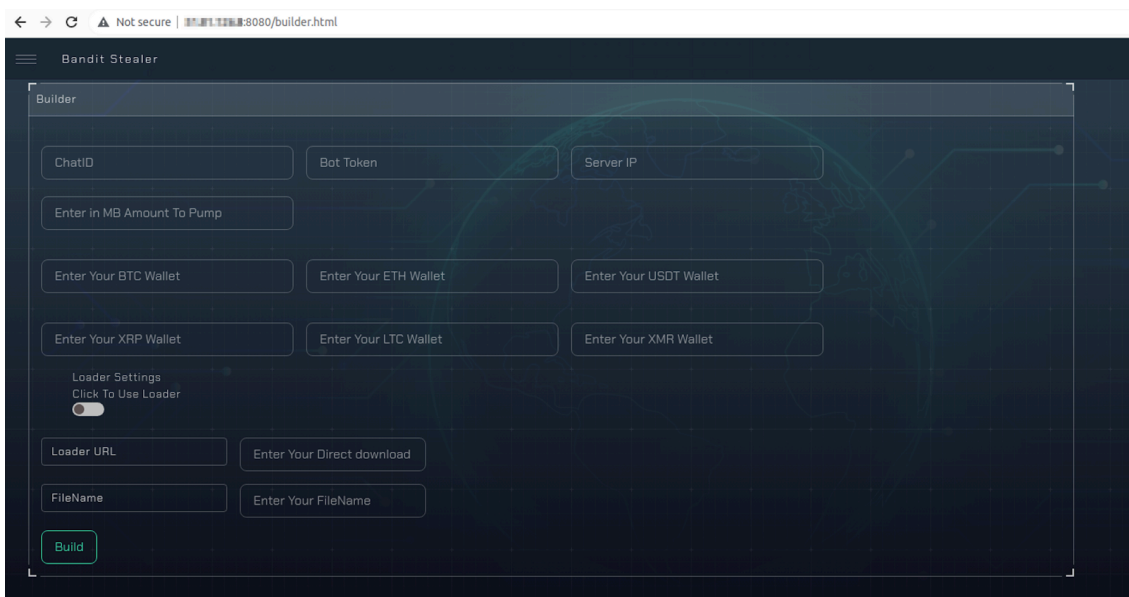 Not secure | :8080/builder.html
Bandit Stealer
Builder
ChatID Bot Token Server IP
Enter in MB Amount To Pump
Enter Your BTC Wallet Enter Your ETH Wallet Enter Your USDT Wallet
Enter Your XRP Wallet Enter Your LTC Wallet Enter Your XMR Wallet
Loader Settings
Click To Use Loader
Loader URL Enter Your Direct download
FileName Enter Your FileName
Build